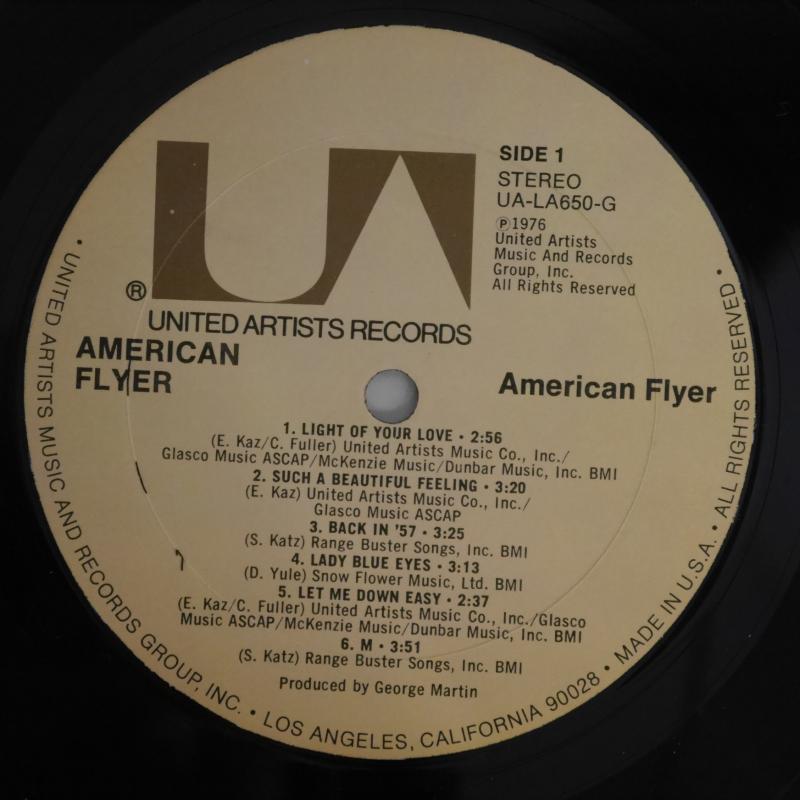 UA
®
UNITED ARTISTS RECORDS
SIDE 1
STEREO
UA-LA650-G
℗1976
United Artists
Music And Records
Group, Inc.
All Rights Reserved
AMERICAN
FLYER
American Flyer
1. LIGHT OF YOUR LOVE • 2:56
(E. Kaz/C. Fuller) United Artists Music Co., Inc./
Glasco Music ASCAP/McKenzie Music/Dunbar Music, Inc. BMI
2. SUCH A BEAUTIFUL FEELING • 3:20
(E. Kaz) United Artists Music Co., Inc./
Glasco Music ASCAP
3. BACK IN '57 • 3:25
(S. Katz) Range Buster Songs, Inc. BMI
4. LADY BLUE EYES • 3:13
(D. Yule) Snow Flower Music, Ltd. BMI
5. LET ME DOWN EASY • 2:37
(E. Kaz/C. Fuller) United Artists Music Co., Inc./Glasco
Music ASCAP/McKenzie Music/Dunbar Music, Inc. BMI
6. M • 3:51
(S. Katz) Range Buster Songs, Inc. BMI
Produced by George Martin
• UNITED ARTISTS MUSIC AND RECORDS GROUP, INC. • LOS ANGELES, CALIFORNIA 90028 • MADE IN U.S.A. • ALL RIGHTS RESERVED •